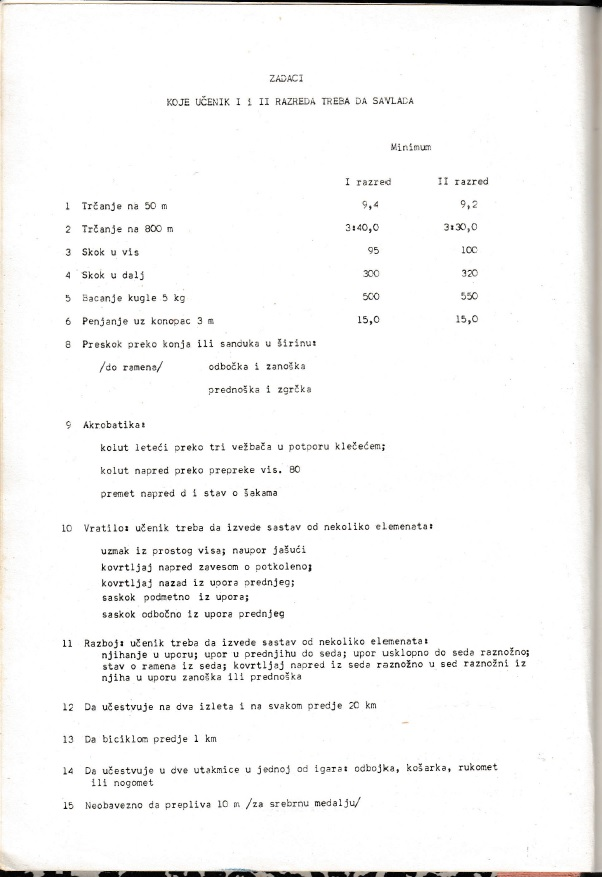 ZADACI
KOJE UČENIK I i II RAZREDA TREBA DA SAVLADA
Minimum
I razred II razred
1 Trčanje na 50 m 9,4 9,2
2 Trčanje na 800 m 3:40,0 3:30,0
3 Skok u vis 95 100
4 Skok u dalj 300 320
5 Bacanje kugle 5 kg 500 550
6 Penjanje uz konopac 3 m 15,0 15,0
8 Preskok preko konja ili sanduka u širinu:
/do ramena/ odbočka i zanoška
prednoška i zgrčka
9 Akrobatika:
kolut leteći preko tri vežbača u potporu klečećem;
kolut napred preko prepreke vis. 80
premet napred d i stav o šakama
10 Vratilo: učenik treba da izvede sastav od nekoliko elemenata:
uzmak iz prostog visa; naupor jašući
kovrtljaj napred zavesom o potkoleno;
kovrtljaj nazad iz upora prednjeg;
saskok podmetno iz upora;
saskok odbočno iz upora prednjeg
11 Razboj: učenik treba da izvede sastav od nekoliko elemenata:
njihanje u uporu; upor u prednjihu do seda; upor usklopno do seda raznožno;
stav o ramena iz seda; kovrtljaj napred iz seda raznožno u sed raznožni iz
njiha u uporu zanoška ili prednoška
12 Da učestvuje na dva izleta i na svakom predje 20 km
13 Da biciklom predje 1 km
14 Da učestvuje u dve utakmice u jednoj od igara: odbojka, košarka, rukomet
ili nogomet
15 Neobavezno da prepliva 10 m /za srebrnu medalju/